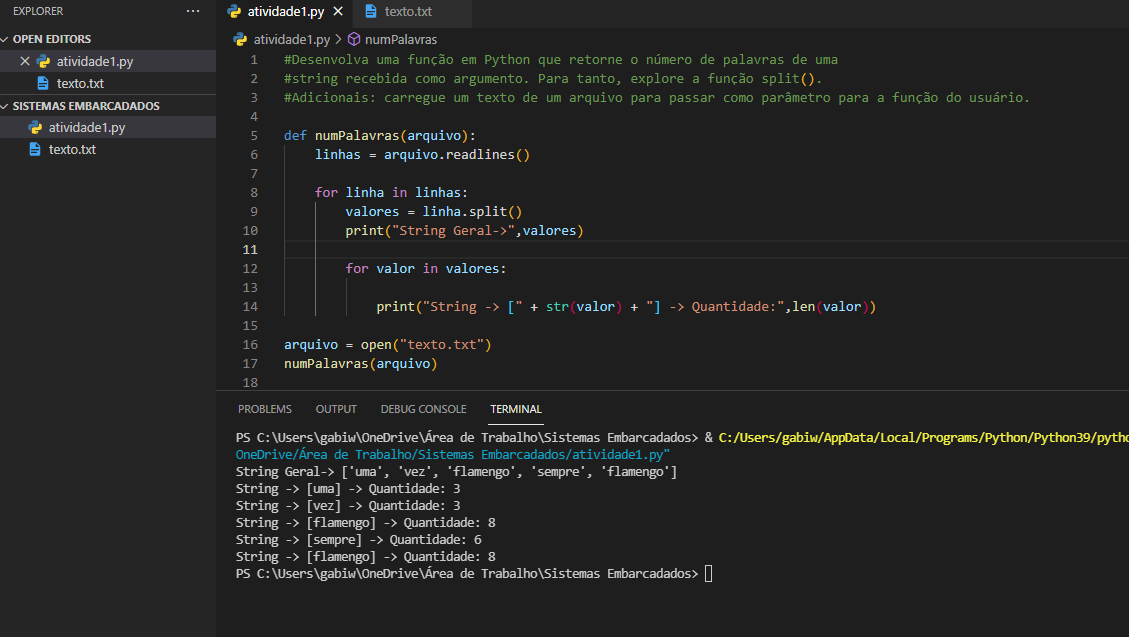 EXPLORER
···
OPEN EDITORS
atividade1.py
texto.txt
SISTEMAS EMBARCADOS
atividade1.py
texto.txt
atividade1.py
texto.txt
atividade1.py > numPalavras
1 #Desenvolva uma função em Python que retorne o número de palavras de uma
2 #string recebida como argumento. Para tanto, explore a função split().
3 #Adicionais: carregue um texto de um arquivo para passar como parâmetro para a função do usuário.
4
5 def numPalavras(arquivo):
6     linhas = arquivo.readlines()
7
8     for linha in linhas:
9         valores = linha.split()
10         print("String Geral->",valores)
11
12         for valor in valores:
13
14             print("String -> [" + str(valor) + "] -> Quantidade:",len(valor))
15
16 arquivo = open("texto.txt")
17 numPalavras(arquivo)
18
PROBLEMS OUTPUT DEBUG CONSOLE TERMINAL
PS C:\Users\gabiw\OneDrive\Área de Trabalho\Sistemas Embarcados> & C:/Users/gabiw/AppData/Local/Programs/Python/Python39/pytho
OneDrive/Área de Trabalho/Sistemas Embarcados/atividade1.py"
String Geral-> ['uma', 'vez', 'flamengo', 'sempre', 'flamengo']
String -> [uma] -> Quantidade: 3
String -> [vez] -> Quantidade: 3
String -> [flamengo] -> Quantidade: 8
String -> [sempre] -> Quantidade: 6
String -> [flamengo] -> Quantidade: 8
PS C:\Users\gabiw\OneDrive\Área de Trabalho\Sistemas Embarcados>